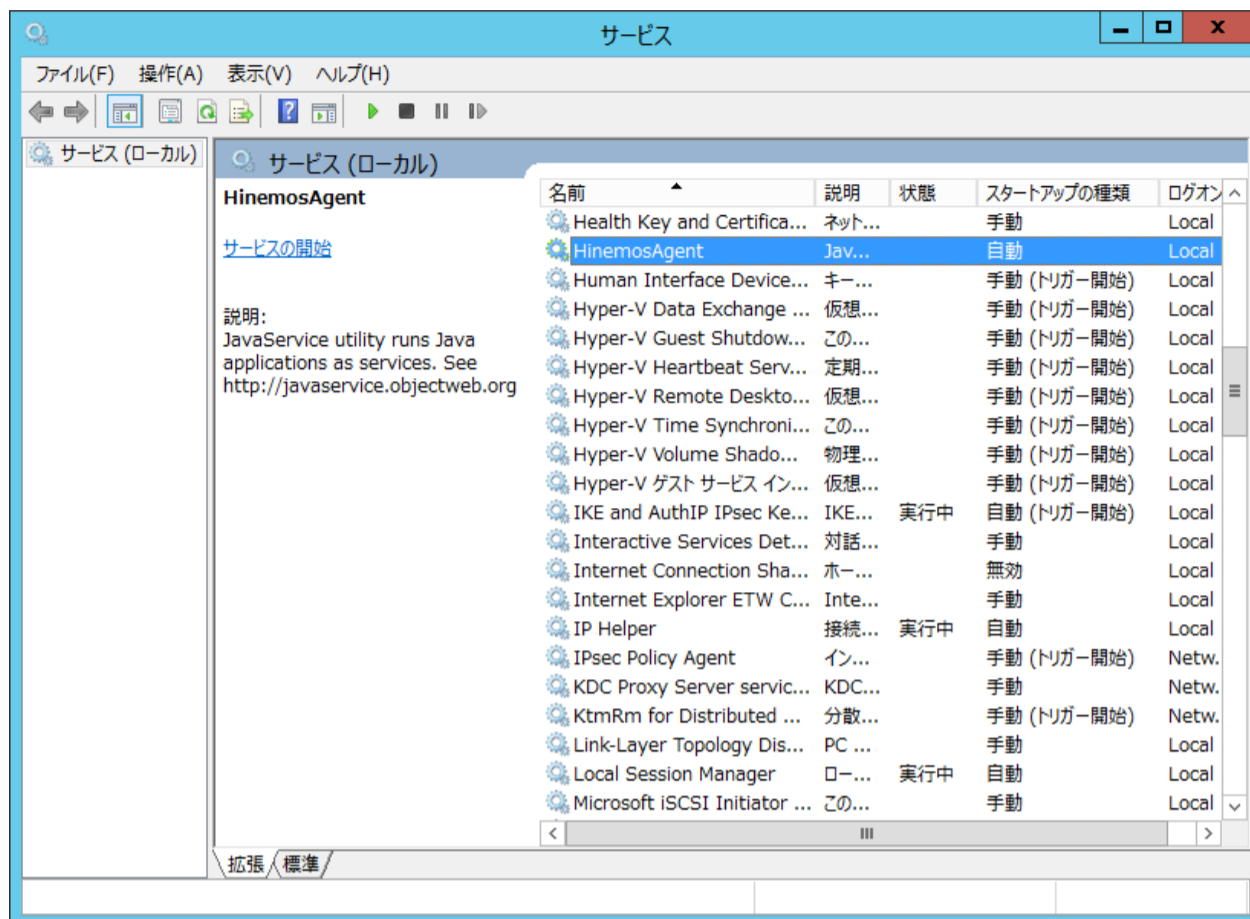 サービス
ファイル(F) 操作(A) 表示(V) ヘルプ(H)
サービス (ローカル)
サービス (ローカル)
HinemosAgent
サービスの開始
説明:
JavaService utility runs Java
applications as services. See
http://javaservice.objectweb.org
名前 説明 状態 スタートアップの種類 ログオン
Health Key and Certifica... ネット... 手動 Local
HinemosAgent Jav... 自動 Local
Human Interface Device... キー... 手動 (トリガー開始) Local
Hyper-V Data Exchange ... 仮想... 手動 (トリガー開始) Local
Hyper-V Guest Shutdow... この... 手動 (トリガー開始) Local
Hyper-V Heartbeat Serv... 定期... 手動 (トリガー開始) Local
Hyper-V Remote Deskto... 仮想... 手動 (トリガー開始) Local
Hyper-V Time Synchroni... この... 手動 (トリガー開始) Local
Hyper-V Volume Shado... 物理... 手動 (トリガー開始) Local
Hyper-V ゲスト サービス イン... 仮想... 手動 (トリガー開始) Local
IKE and AuthIP IPsec Ke... IKE... 実行中 自動 (トリガー開始) Local
Interactive Services Det... 対話... 手動 Local
Internet Connection Sha... ホー... 無効 Local
Internet Explorer ETW C... Inte... 手動 Local
IP Helper 接続... 実行中 自動 Local
IPsec Policy Agent イン... 手動 (トリガー開始) Netw.
KDC Proxy Server servic... KDC... 手動 Netw.
KtmRm for Distributed ... 分散... 手動 (トリガー開始) Netw.
Link-Layer Topology Dis... PC ... 手動 Local
Local Session Manager ロー... 実行中 自動 Local
Microsoft iSCSI Initiator ... この... 手動 Local
拡張 標準